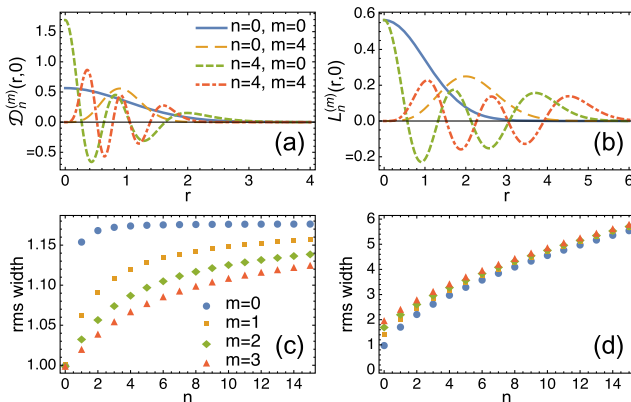 1.5
1.0
0.5
0.0
=0.5
𝒟n(m)(r,0)
n=0, m=0
n=0, m=4
n=4, m=0
n=4, m=4
(a)
0 1 2 3 4
r
0.6
0.4
0.2
0.0
=0.2
Ln(m)(r,0)
(b)
0 1 2 3 4 5 6
r
1.15
1.10
1.05
1.00
rms width
m=0
m=1
m=2
m=3
(c)
0 2 4 6 8 10 12 14
n
6
5
4
3
2
1
0
rms width
(d)
0 2 4 6 8 10 12 14
n